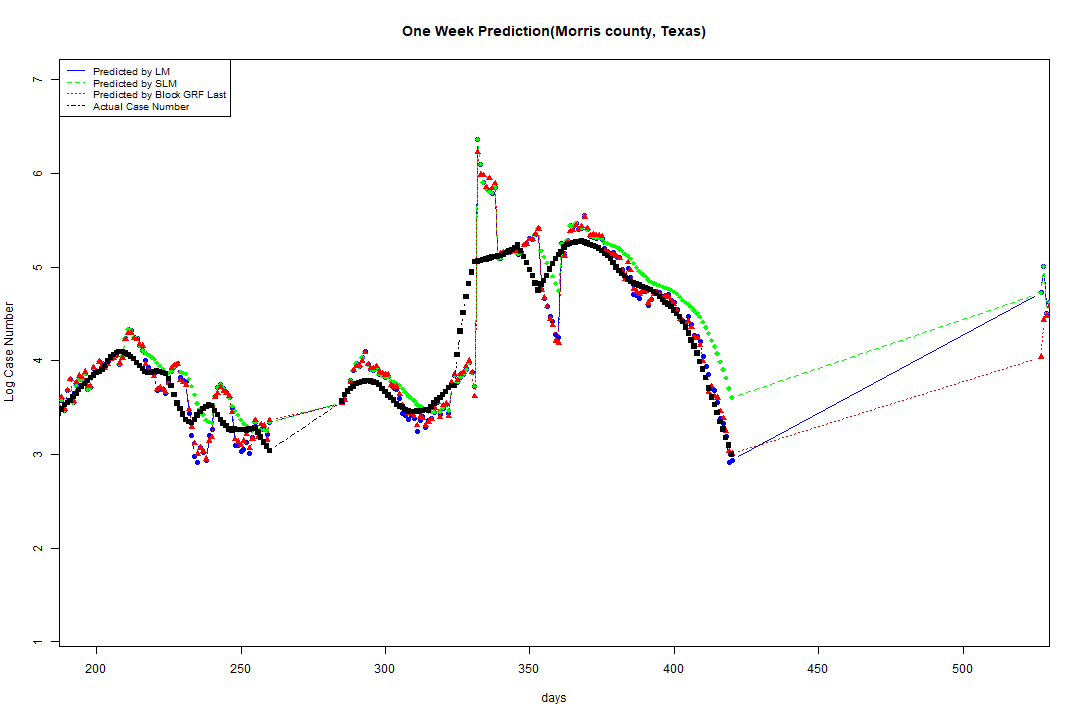 One Week Prediction(Morris county, Texas)
Predicted by LM
Predicted by SLM
Predicted by Block GRF Last
Actual Case Number
Log Case Number
7
6
5
4
3
2
1
200 250 300 350 400 450 500
days